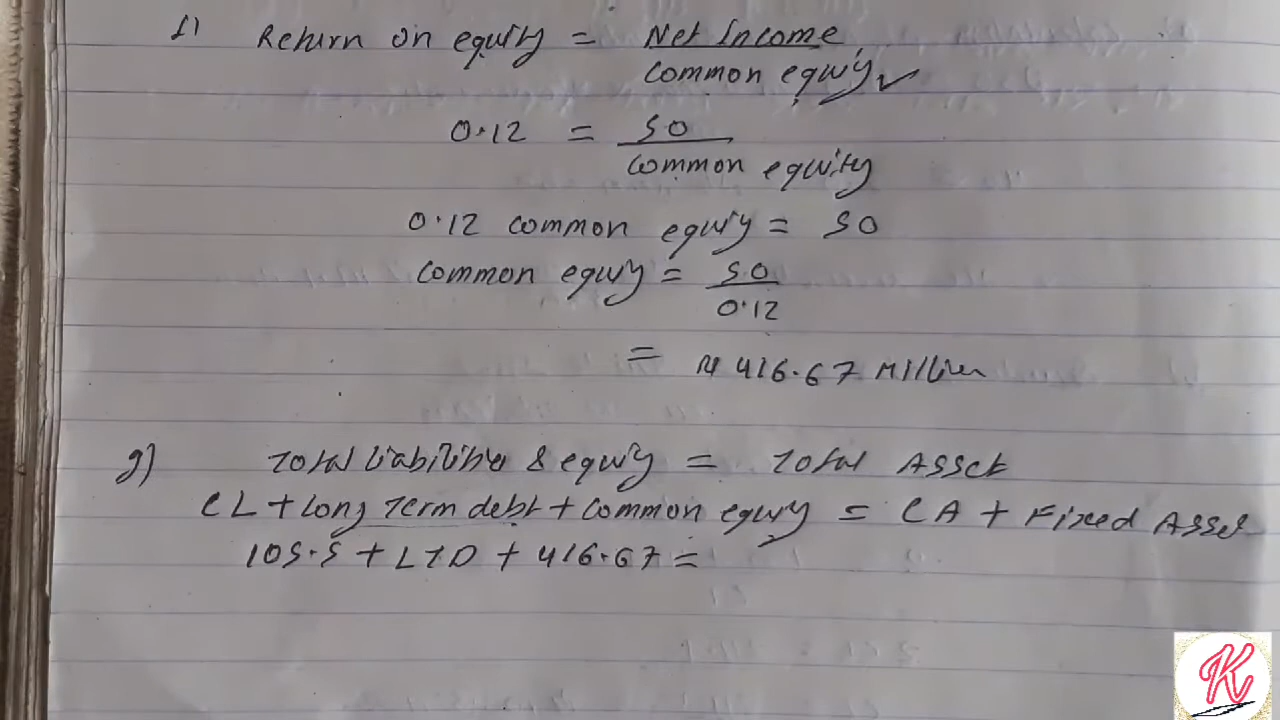 f) Return on equity = Net Income
Common equity ✓
0.12 = 50
Common equity
0.12 common equity = 50
common equity = 50
0.12
= Rs 416.67 Million
g) Total Liabilities & equity = Total Asset
CL + Long Term debt + Common equity = CA + Fixed Asset
105.5 + LTD + 416.67 =
K